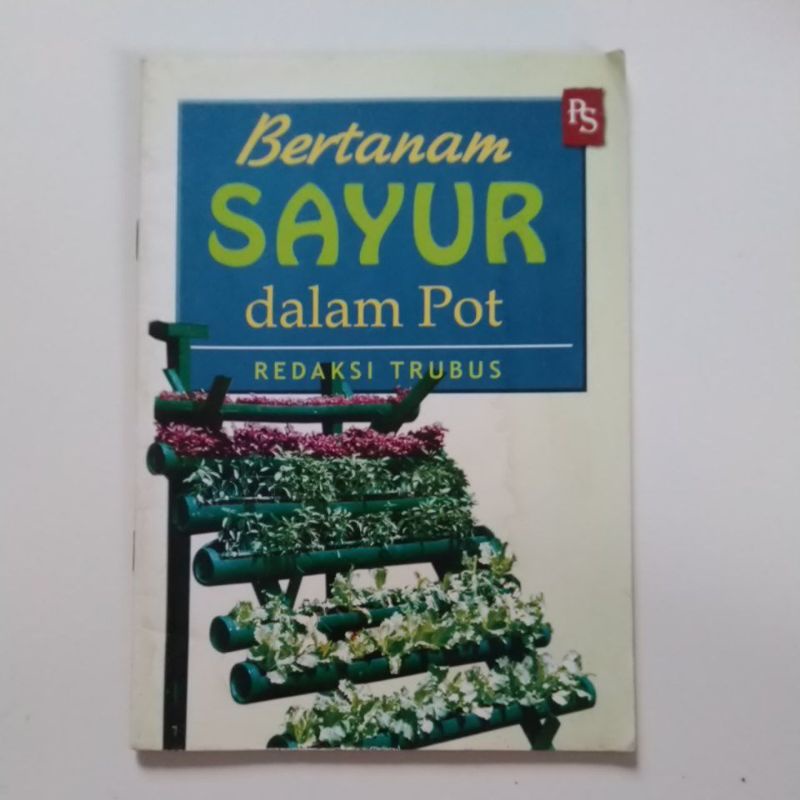 PS
Bertanam
SAYUR
dalam Pot
REDAKSI TRUBUS